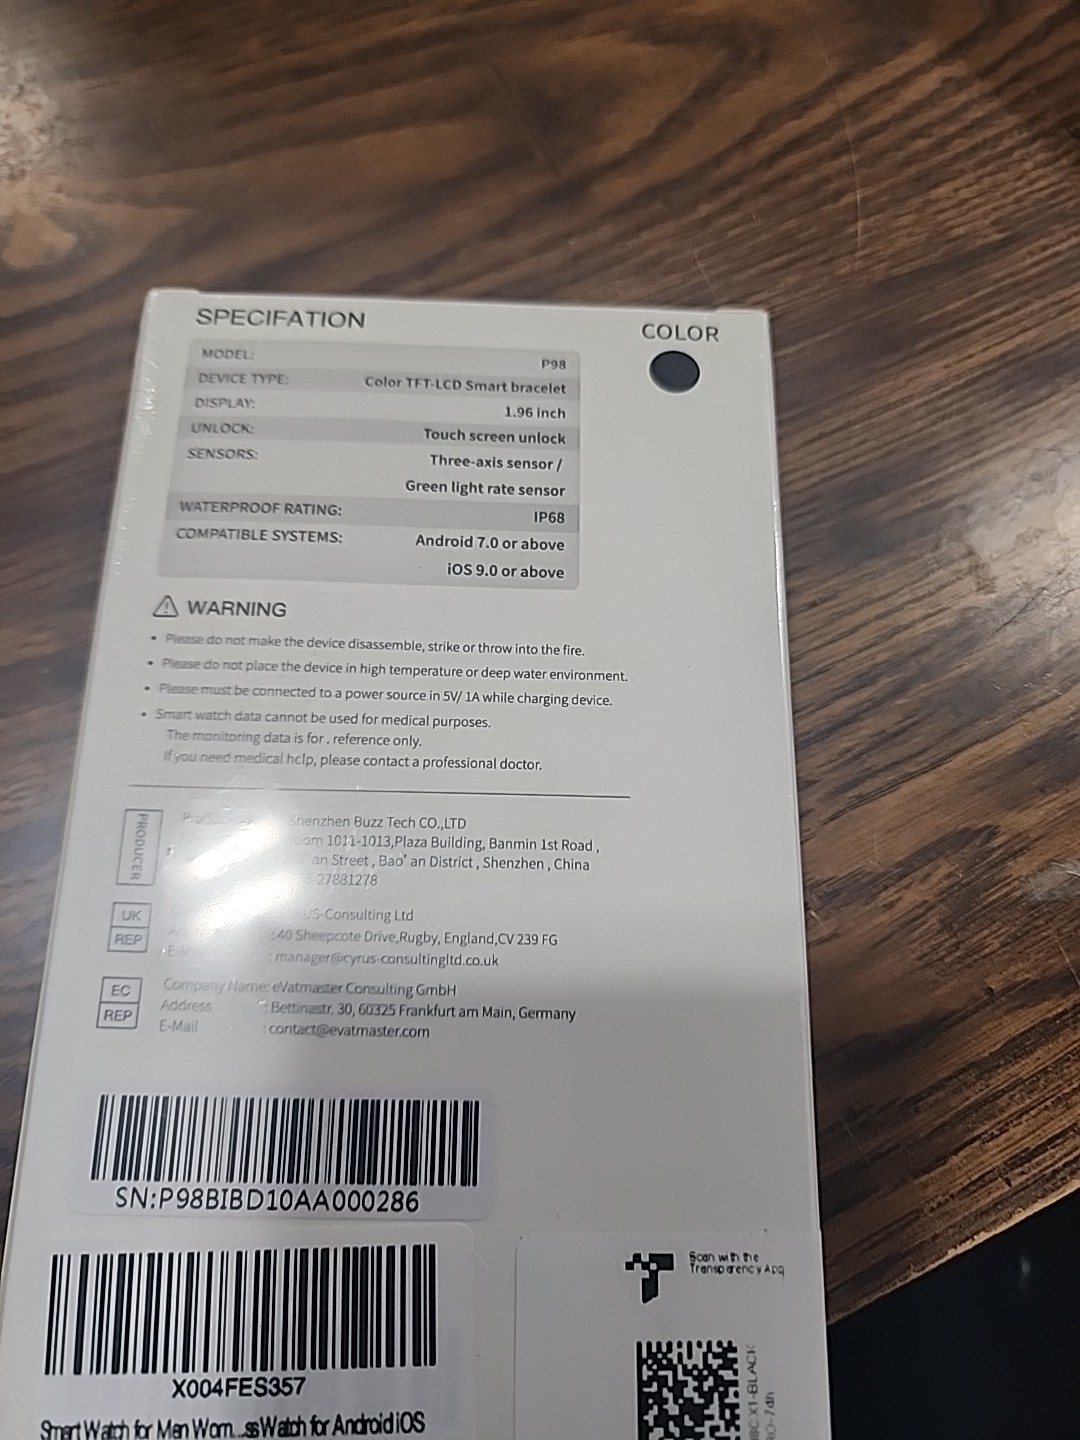 SPECIFATION
COLOR
MODEL: P98
DEVICE TYPE: Color TFT-LCD Smart bracelet
DISPLAY: 1.96 inch
UNLOCK: Touch screen unlock
SENSORS: Three-axis sensor /
Green light rate sensor
WATERPROOF RATING: IP68
COMPATIBLE SYSTEMS: Android 7.0 or above
iOS 9.0 or above
WARNING
• Please do not make the device disassemble, strike or throw into the fire.
• Please do not place the device in high temperature or deep water environment.
• Please must be connected to a power source in 5V/ 1A while charging device.
• Smart watch data cannot be used for medical purposes.
The monitoring data is for . reference only.
If you need medical help, please contact a professional doctor.
PRODUCER
Shenzhen Buzz Tech CO.,LTD
1011-1013,Plaza Building, Banmin 1st Road ,
an Street , Bao' an District , Shenzhen , China
27881278
UK
REP
-Consulting Ltd
: 40 Sheepcote Drive,Rugby, England,CV 239 FG
: manager@cyrus-consultingltd.co.uk
EC
REP
Company Name: eVatmaster Consulting GmbH
Address : Bettinastr. 30, 60325 Frankfurt am Main, Germany
E-Mail : contact@evatmaster.com
SN:P98BIBD10AA000286
X004FES357
Smart Watch for Men Wom...ss Watch for Android iOS
Scan with the
Transparency App
X1-BLACK